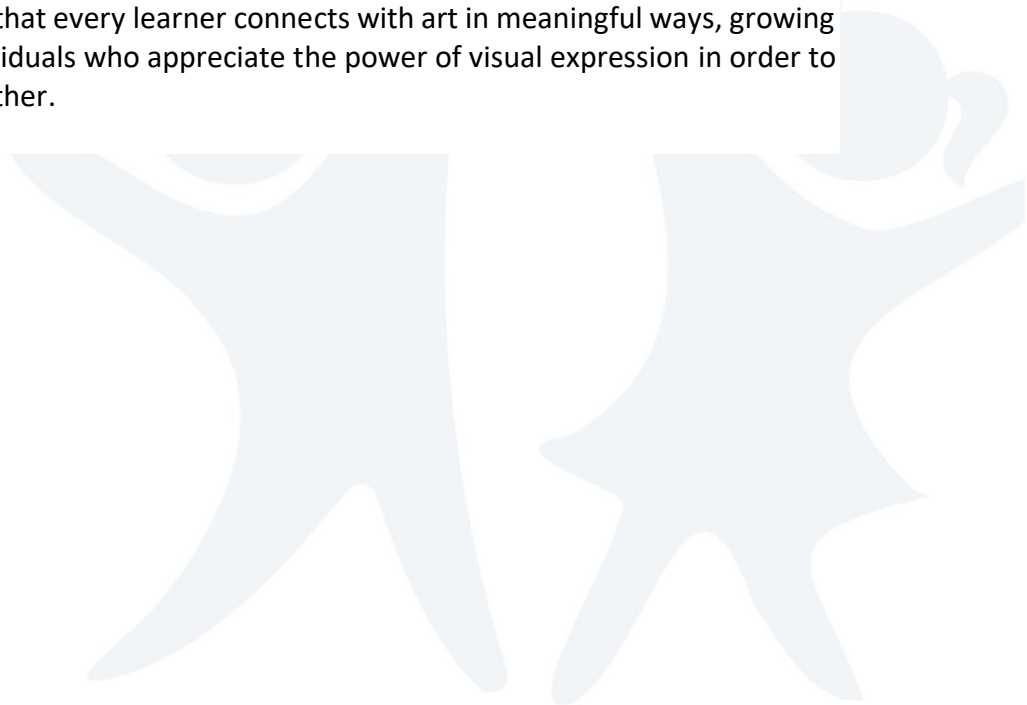 that every learner connects with art in meaningful ways, growing
iduals who appreciate the power of visual expression in order to
ther.